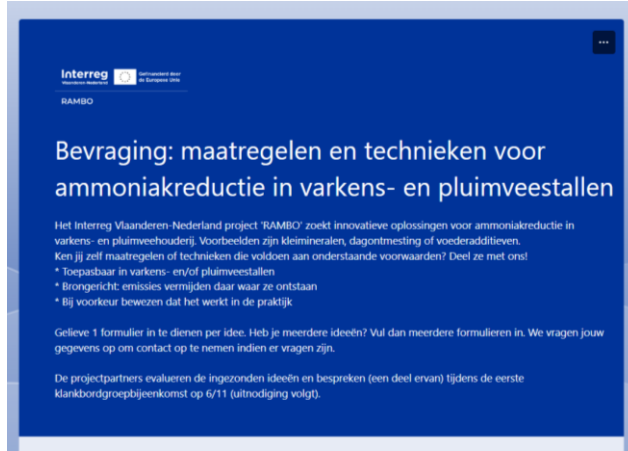 Interreg
Vlaanderen-Nederland
Gefinancierd door
de Europese Unie
RAMBO
Bevraging: maatregelen en technieken voor
ammoniakreductie in varkens- en pluimveestallen
Het Interreg Vlaanderen-Nederland project 'RAMBO' zoekt innovatieve oplossingen voor ammoniakreductie in
varkens- en pluimveehouderij. Voorbeelden zijn kleimineralen, dagontmesting of voederadditieven.
Ken jij zelf maatregelen of technieken die voldoen aan onderstaande voorwaarden? Deel ze met ons!
* Toepasbaar in varkens- en/of pluimveestallen
* Brongericht: emissies vermijden daar waar ze ontstaan
* Bij voorkeur bewezen dat het werkt in de praktijk
Gelieve 1 formulier in te dienen per idee. Heb je meerdere ideeën? Vul dan meerdere formulieren in. We vragen jouw
gegevens op om contact op te nemen indien er vragen zijn.
De projectpartners evalueren de ingezonden ideeën en bespreken (een deel ervan) tijdens de eerste
klankbordgroepbijeenkomst op 6/11 (uitnodiging volgt).